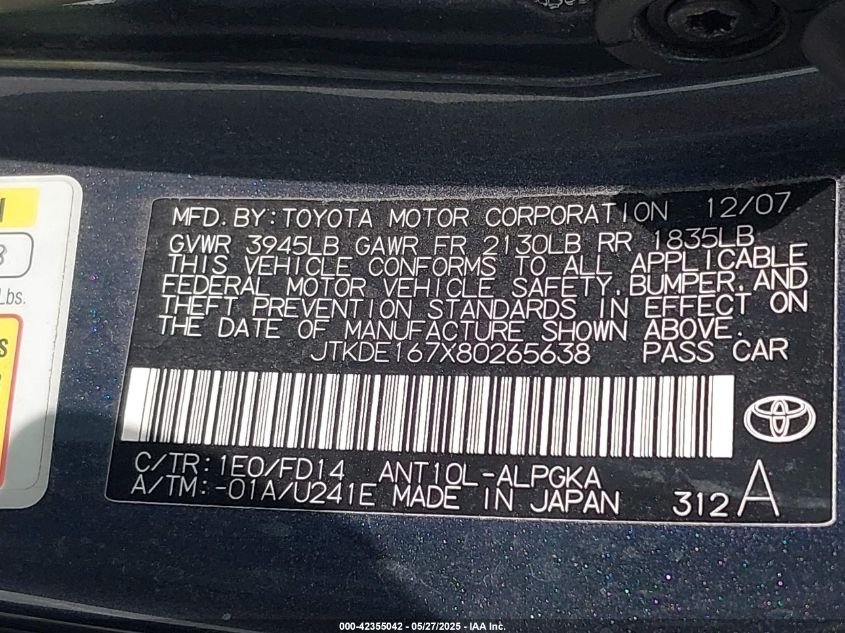 MFD. BY: TOYOTA MOTOR CORPORATION 12/07
GVWR 3945LB GAWR FR 2130LB RR 1835LB
THIS VEHICLE CONFORMS TO ALL APPLICABLE
FEDERAL MOTOR VEHICLE SAFETY, BUMPER, AND
THEFT PREVENTION STANDARDS IN EFFECT ON
THE DATE OF MANUFACTURE SHOWN ABOVE.
JTKDE167X80265638 PASS CAR
C/TR: 1E0/FD14 ANT10L-ALPGKA
A/TM: -01A/U241E MADE IN JAPAN 312 A
Lbs.
000-42355042 - 05/27/2025 - IAA Inc.